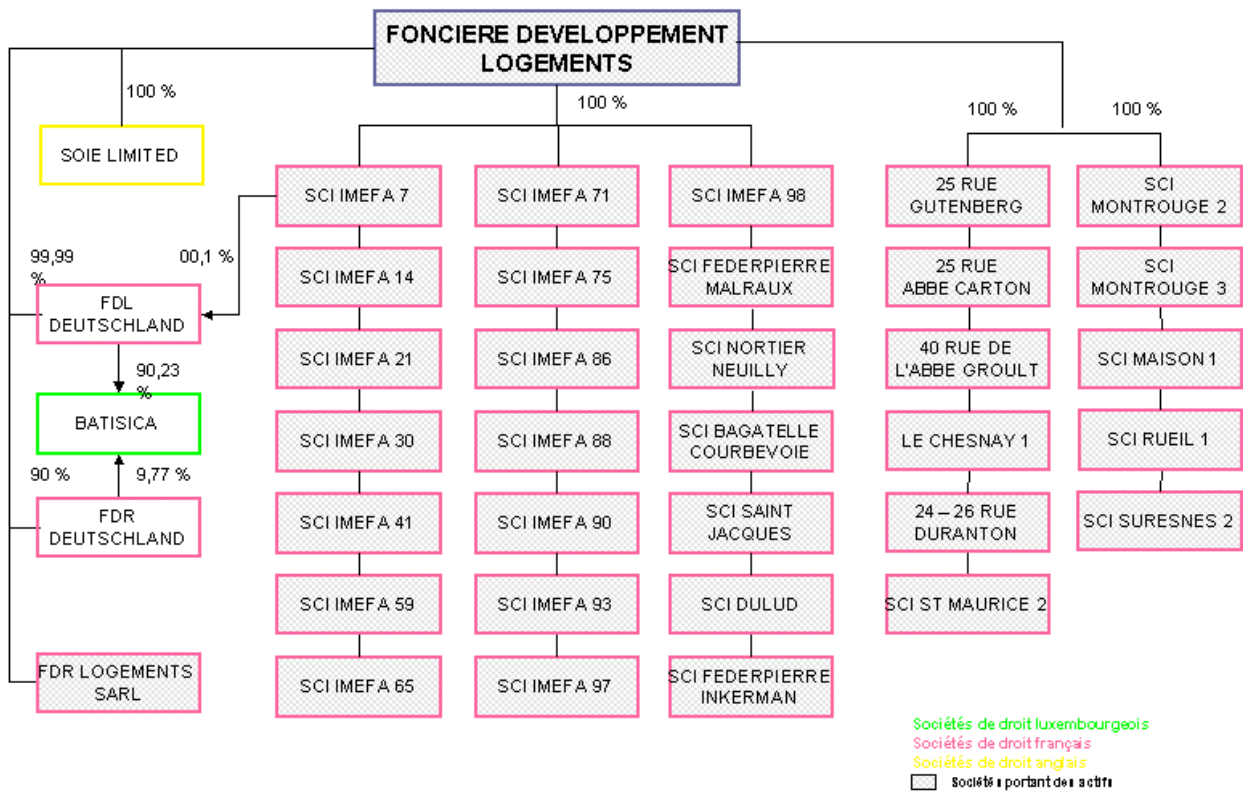 FONCIERE DEVELOPPEMENT
LOGEMENTS
100 %
100 %
100 %
100 %
SOIE LIMITED
SCI IMEFA 7
SCI IMEFA 71
SCI IMEFA 98
25 RUE
GUTENBERG
SCI
MONTROUGE 2
99,99
%
00,1 %
SCI IMEFA 14
SCI IMEFA 75
SCI FEDERPIERRE
MALRAUX
25 RUE
ABBE CARTON
SCI
MONTROUGE 3
FDL
DEUTSCHLAND
SCI IMEFA 21
SCI IMEFA 86
SCI NORTIER
NEUILLY
40 RUE DE
L'ABBE GROULT
SCI MAISON 1
90,23
%
BATISICA
SCI IMEFA 30
SCI IMEFA 88
SCI BAGATELLE
COURBEVOIE
LE CHESNAY 1
SCI RUEIL 1
90 %
9,77 %
FDR
DEUTSCHLAND
SCI IMEFA 41
SCI IMEFA 90
SCI SAINT
JACQUES
24 – 26 RUE
DURANTON
SCI SURESNES 2
SCI IMEFA 59
SCI IMEFA 93
SCI DULUD
SCI ST MAURICE 2
FDR LOGEMENTS
SARL
SCI IMEFA 65
SCI IMEFA 97
SCI FEDERPIERRE
INKERMAN
Sociétés de droit luxembourgeois
Sociétés de droit français
Sociétés de droit anglais
Sociétés portant des actifs